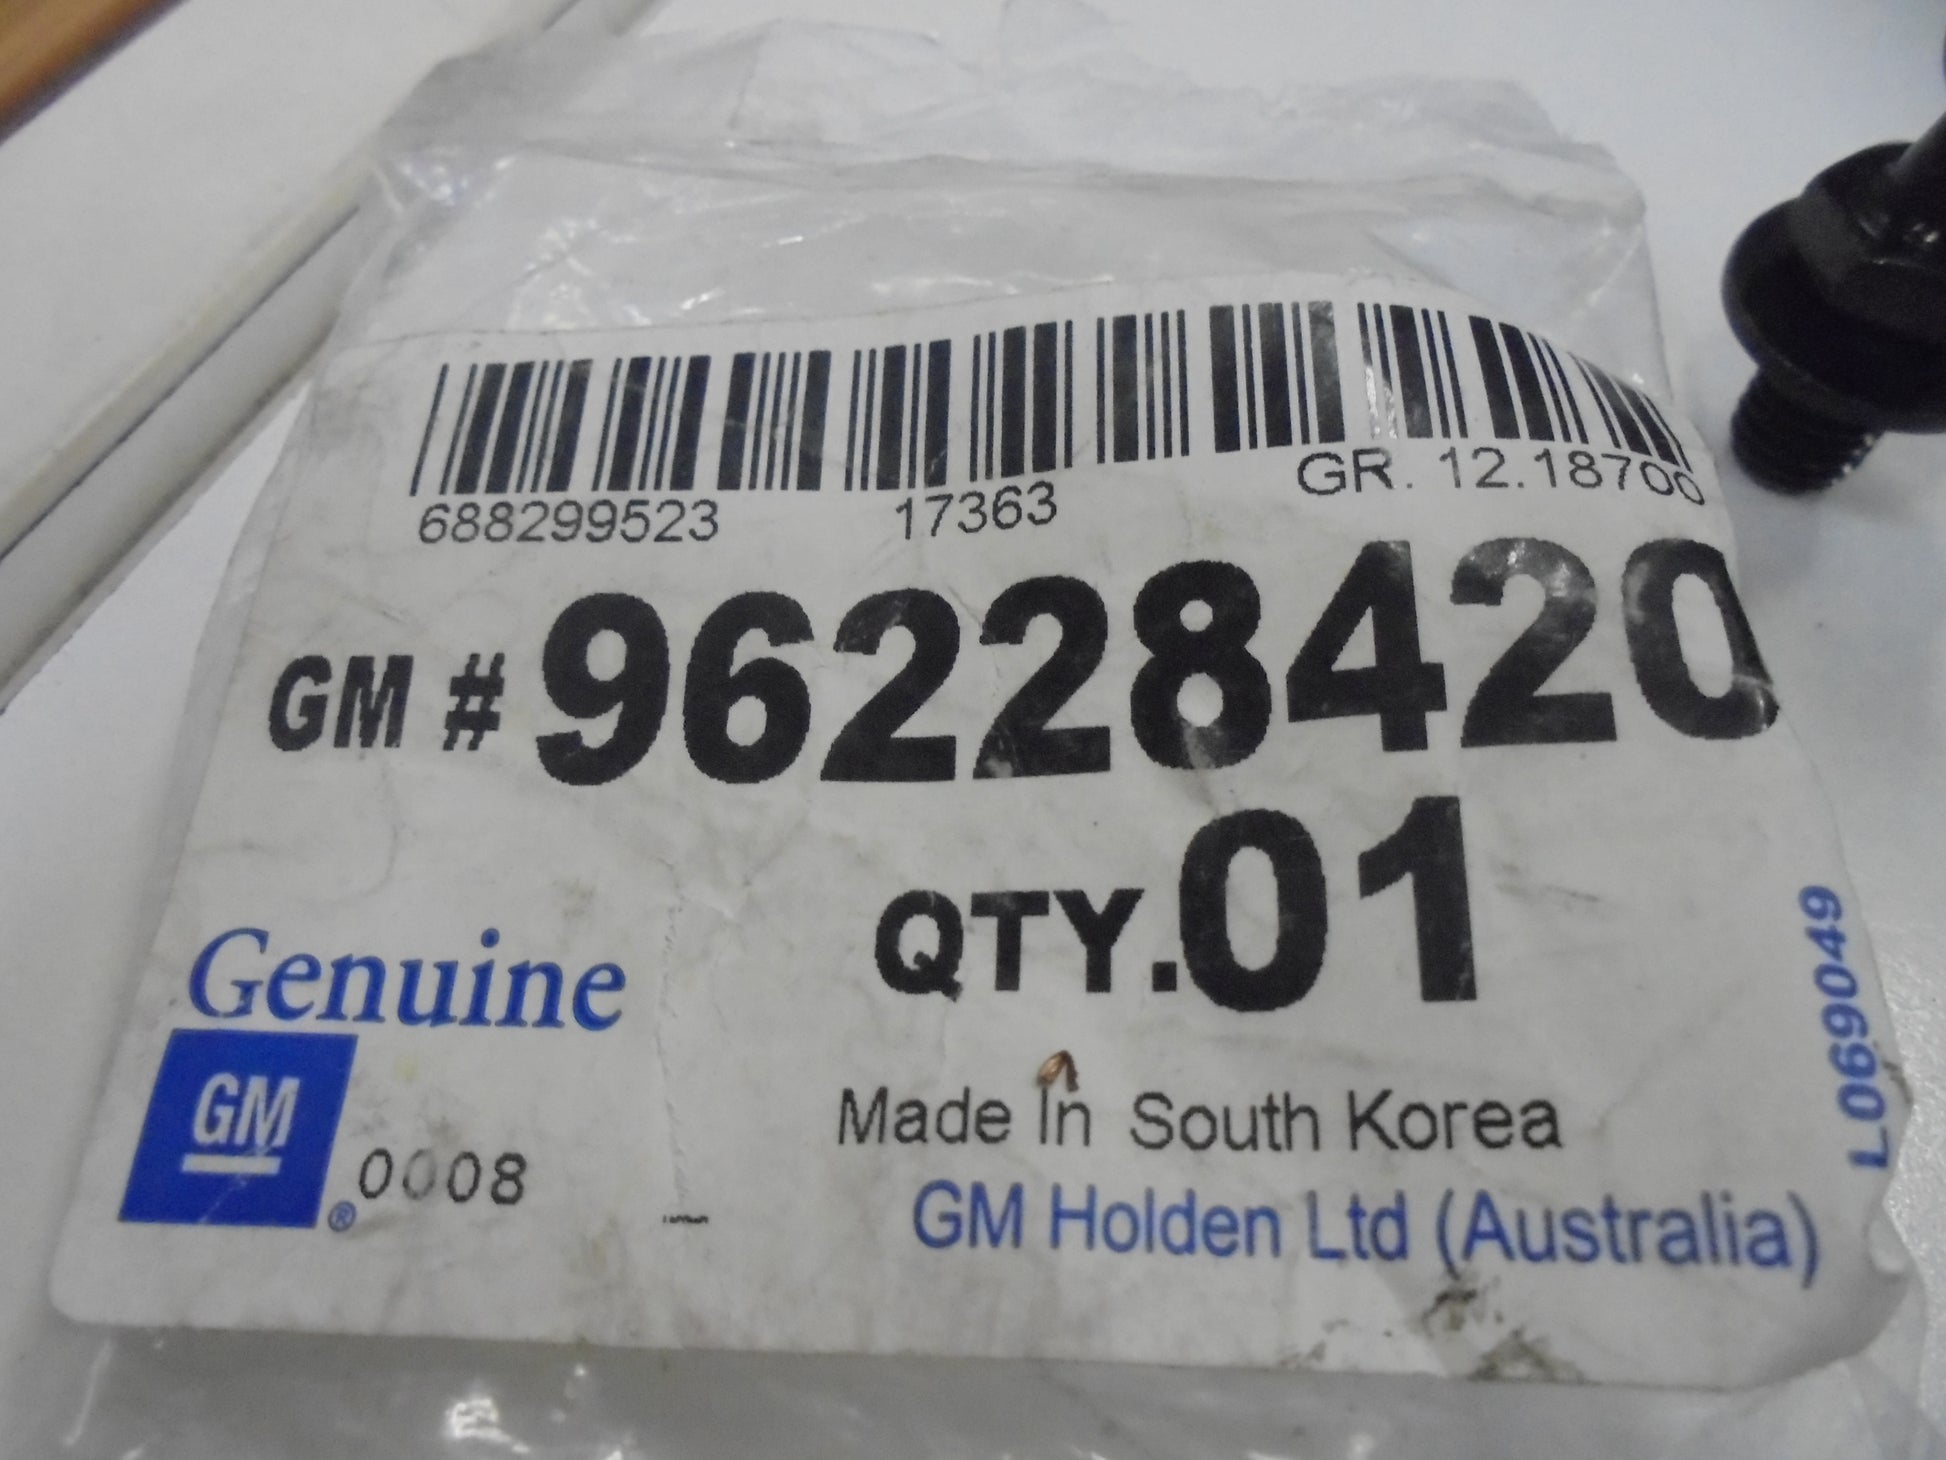 688299523 17363 GR. 12.18700
GM # 96228420
QTY. 01
Genuine
GM
® 0008
Made In South Korea
GM Holden Ltd (Australia)
L069049